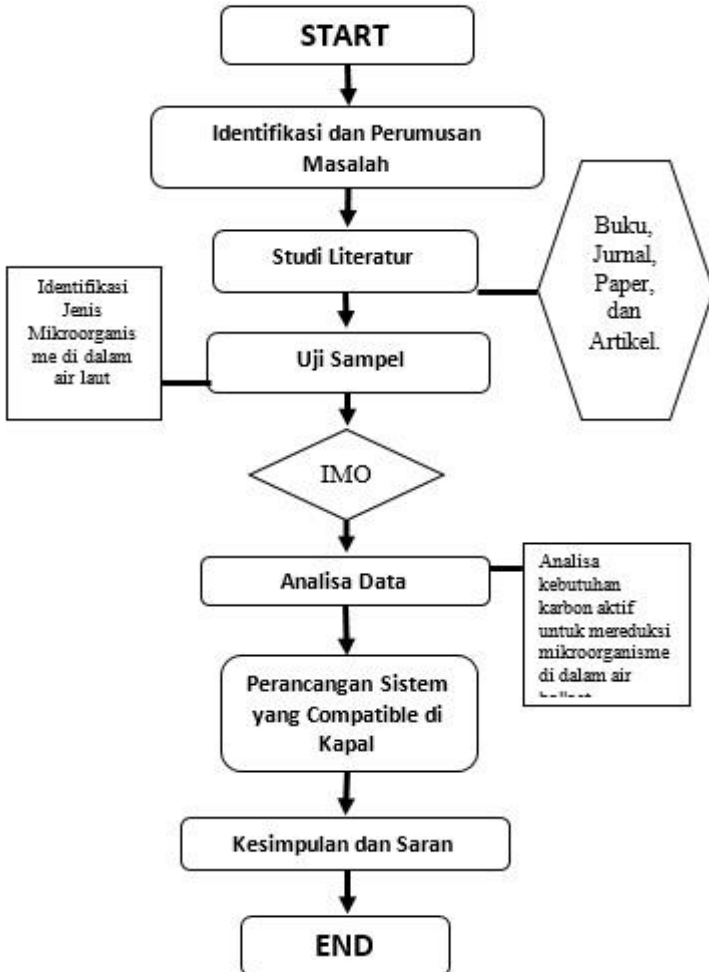 START
Identifikasi dan Perumusan
Masalah
Studi Literatur
Buku,
Jurnal,
Paper,
dan
Artikel.
Identifikasi
Jenis
Mikroorganis
me di dalam
air laut
Uji Sampel
IMO
Analisa Data
Analisa
kebutuhan
karbon aktif
untuk mereduksi
mikroorganisme
di dalam air
Perancangan Sistem
yang Compatible di
Kapal
Kesimpulan dan Saran
END